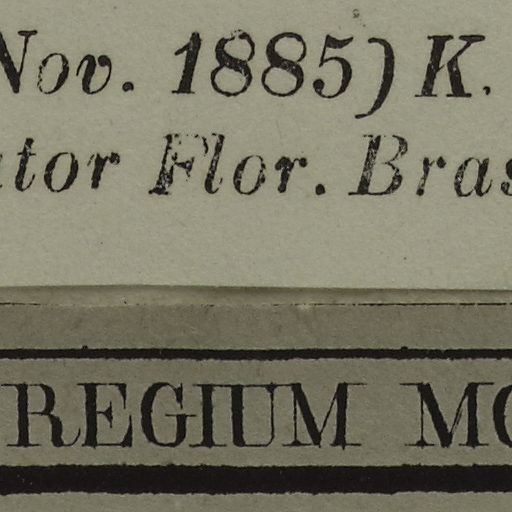 Nov. 1885) K.
ator Flor. Bras
REGIUM MO